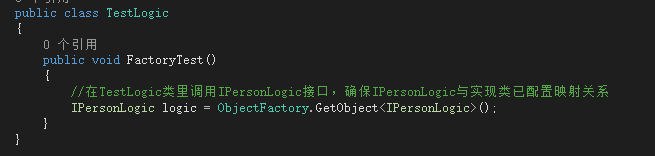 public class TestLogic
{
0 个引用
public void FactoryTest()
{
//在TestLogic类里调用IPersonLogic接口，确保IPersonLogic与实现类已配置映射关系
IPersonLogic logic = ObjectFactory.GetObject<IPersonLogic>();
}
}